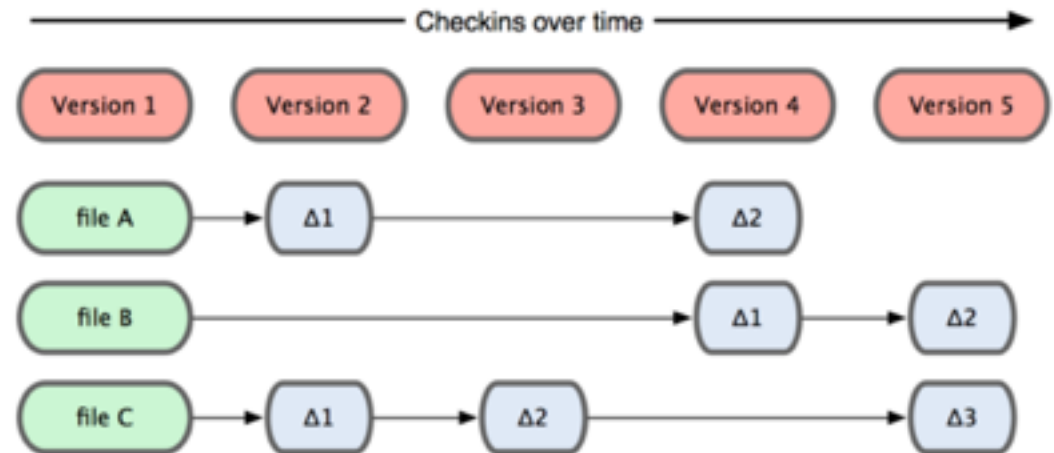 Checkins over time
Version 1 Version 2 Version 3 Version 4 Version 5
file A Δ1 Δ2
file B Δ1 Δ2
file C Δ1 Δ2 Δ3